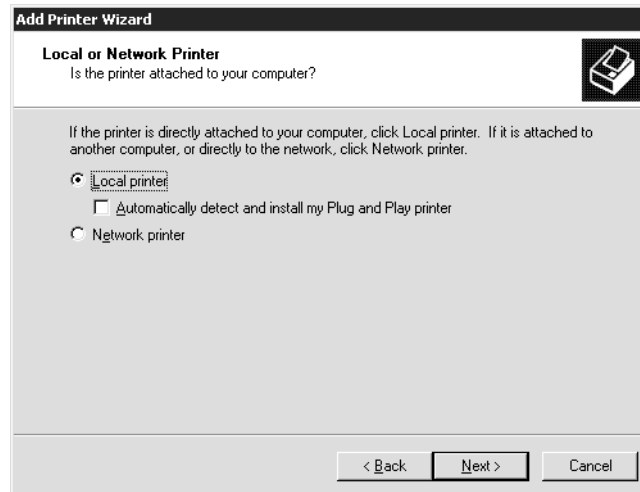 Add Printer Wizard
Local or Network Printer
Is the printer attached to your computer?
If the printer is directly attached to your computer, click Local printer. If it is attached to
another computer, or directly to the network, click Network printer.
Local printer
Automatically detect and install my Plug and Play printer
Network printer
< Back Next > Cancel